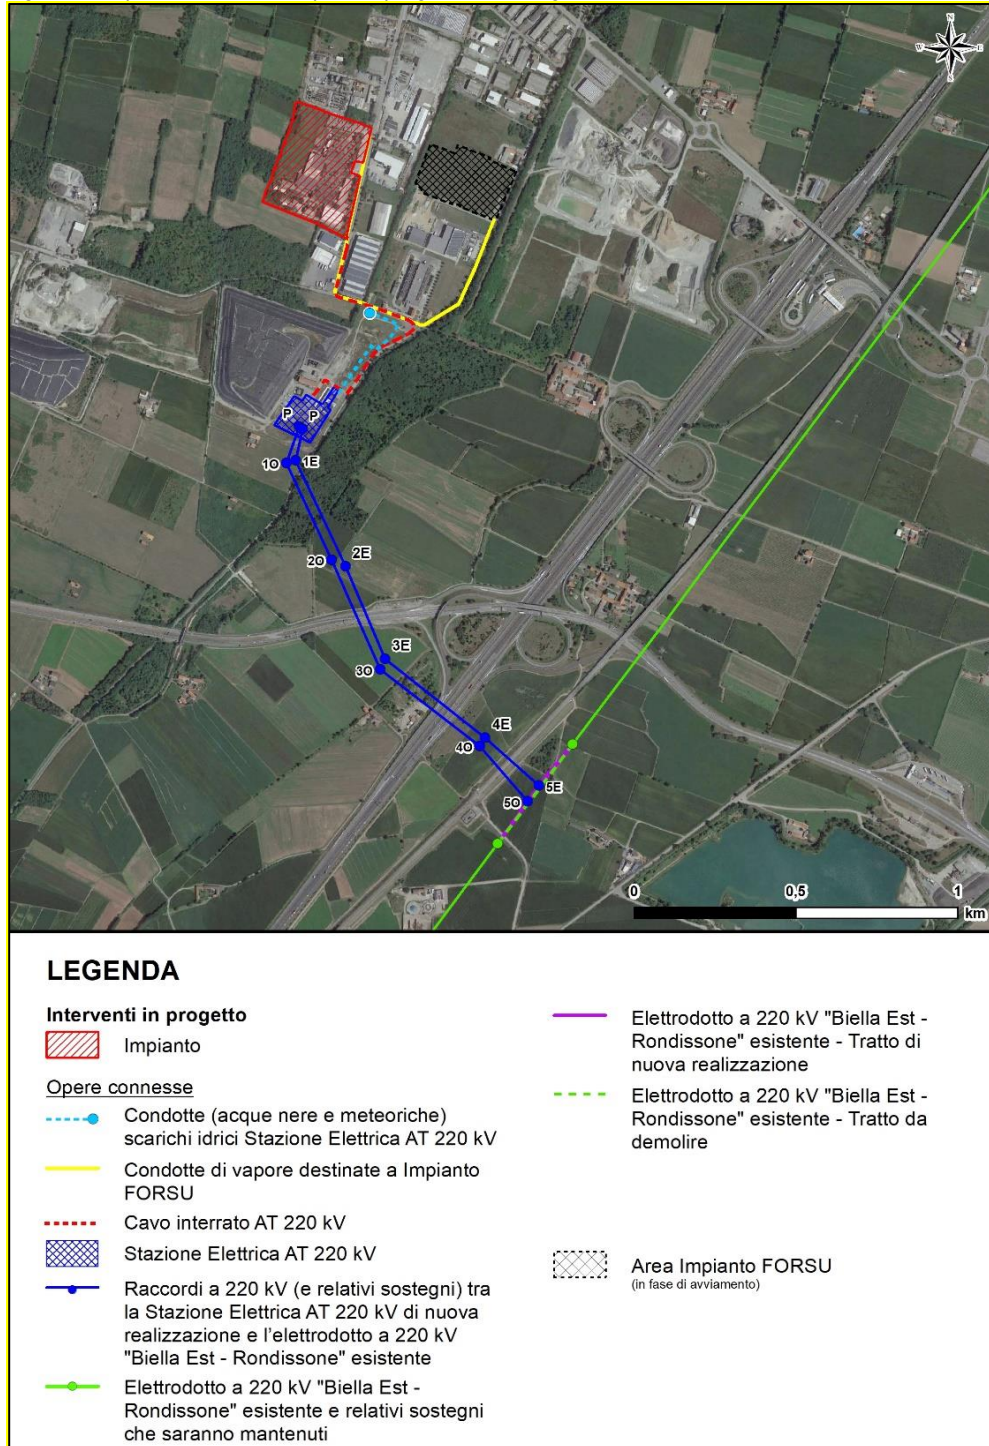 N
W
E
S
P
P
1O
1E
2O
2E
3E
3O
4E
4O
5E
5O
0
0,5
1
km
LEGENDA
Interventi in progetto
Impianto
Opere connesse
Condotte (acque nere e meteoriche)
scarichi idrici Stazione Elettrica AT 220 kV
Condotte di vapore destinate a Impianto
FORSU
Cavo interrato AT 220 kV
Stazione Elettrica AT 220 kV
Raccordi a 220 kV (e relativi sostegni) tra
la Stazione Elettrica AT 220 kV di nuova
realizzazione e l'elettrodotto a 220 kV
"Biella Est - Rondissone" esistente
Elettrodotto a 220 kV "Biella Est -
Rondissone" esistente e relativi sostegni
che saranno mantenuti
Elettrodotto a 220 kV "Biella Est -
Rondissone" esistente - Tratto di
nuova realizzazione
Elettrodotto a 220 kV "Biella Est -
Rondissone" esistente - Tratto da
demolire
Area Impianto FORSU
(in fase di avviamento)